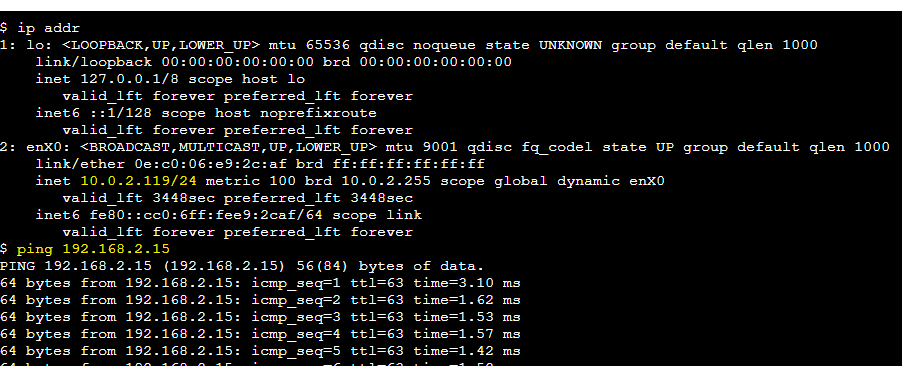 $ ip addr
1: lo: <LOOPBACK,UP,LOWER_UP> mtu 65536 qdisc noqueue state UNKNOWN group default qlen 1000
    link/loopback 00:00:00:00:00:00 brd 00:00:00:00:00:00
    inet 127.0.0.1/8 scope host lo
       valid_lft forever preferred_lft forever
    inet6 ::1/128 scope host noprefixroute
       valid_lft forever preferred_lft forever
2: enX0: <BROADCAST,MULTICAST,UP,LOWER_UP> mtu 9001 qdisc fq_codel state UP group default qlen 1000
    link/ether 0e:c0:06:e9:2c:af brd ff:ff:ff:ff:ff:ff
    inet 10.0.2.119/24 metric 100 brd 10.0.2.255 scope global dynamic enX0
       valid_lft 3448sec preferred_lft 3448sec
    inet6 fe80::cc0:6ff:fee9:2caf/64 scope link
       valid_lft forever preferred_lft forever
$ ping 192.168.2.15
PING 192.168.2.15 (192.168.2.15) 56(84) bytes of data.
64 bytes from 192.168.2.15: icmp_seq=1 ttl=63 time=3.10 ms
64 bytes from 192.168.2.15: icmp_seq=2 ttl=63 time=1.62 ms
64 bytes from 192.168.2.15: icmp_seq=3 ttl=63 time=1.53 ms
64 bytes from 192.168.2.15: icmp_seq=4 ttl=63 time=1.57 ms
64 bytes from 192.168.2.15: icmp_seq=5 ttl=63 time=1.42 ms